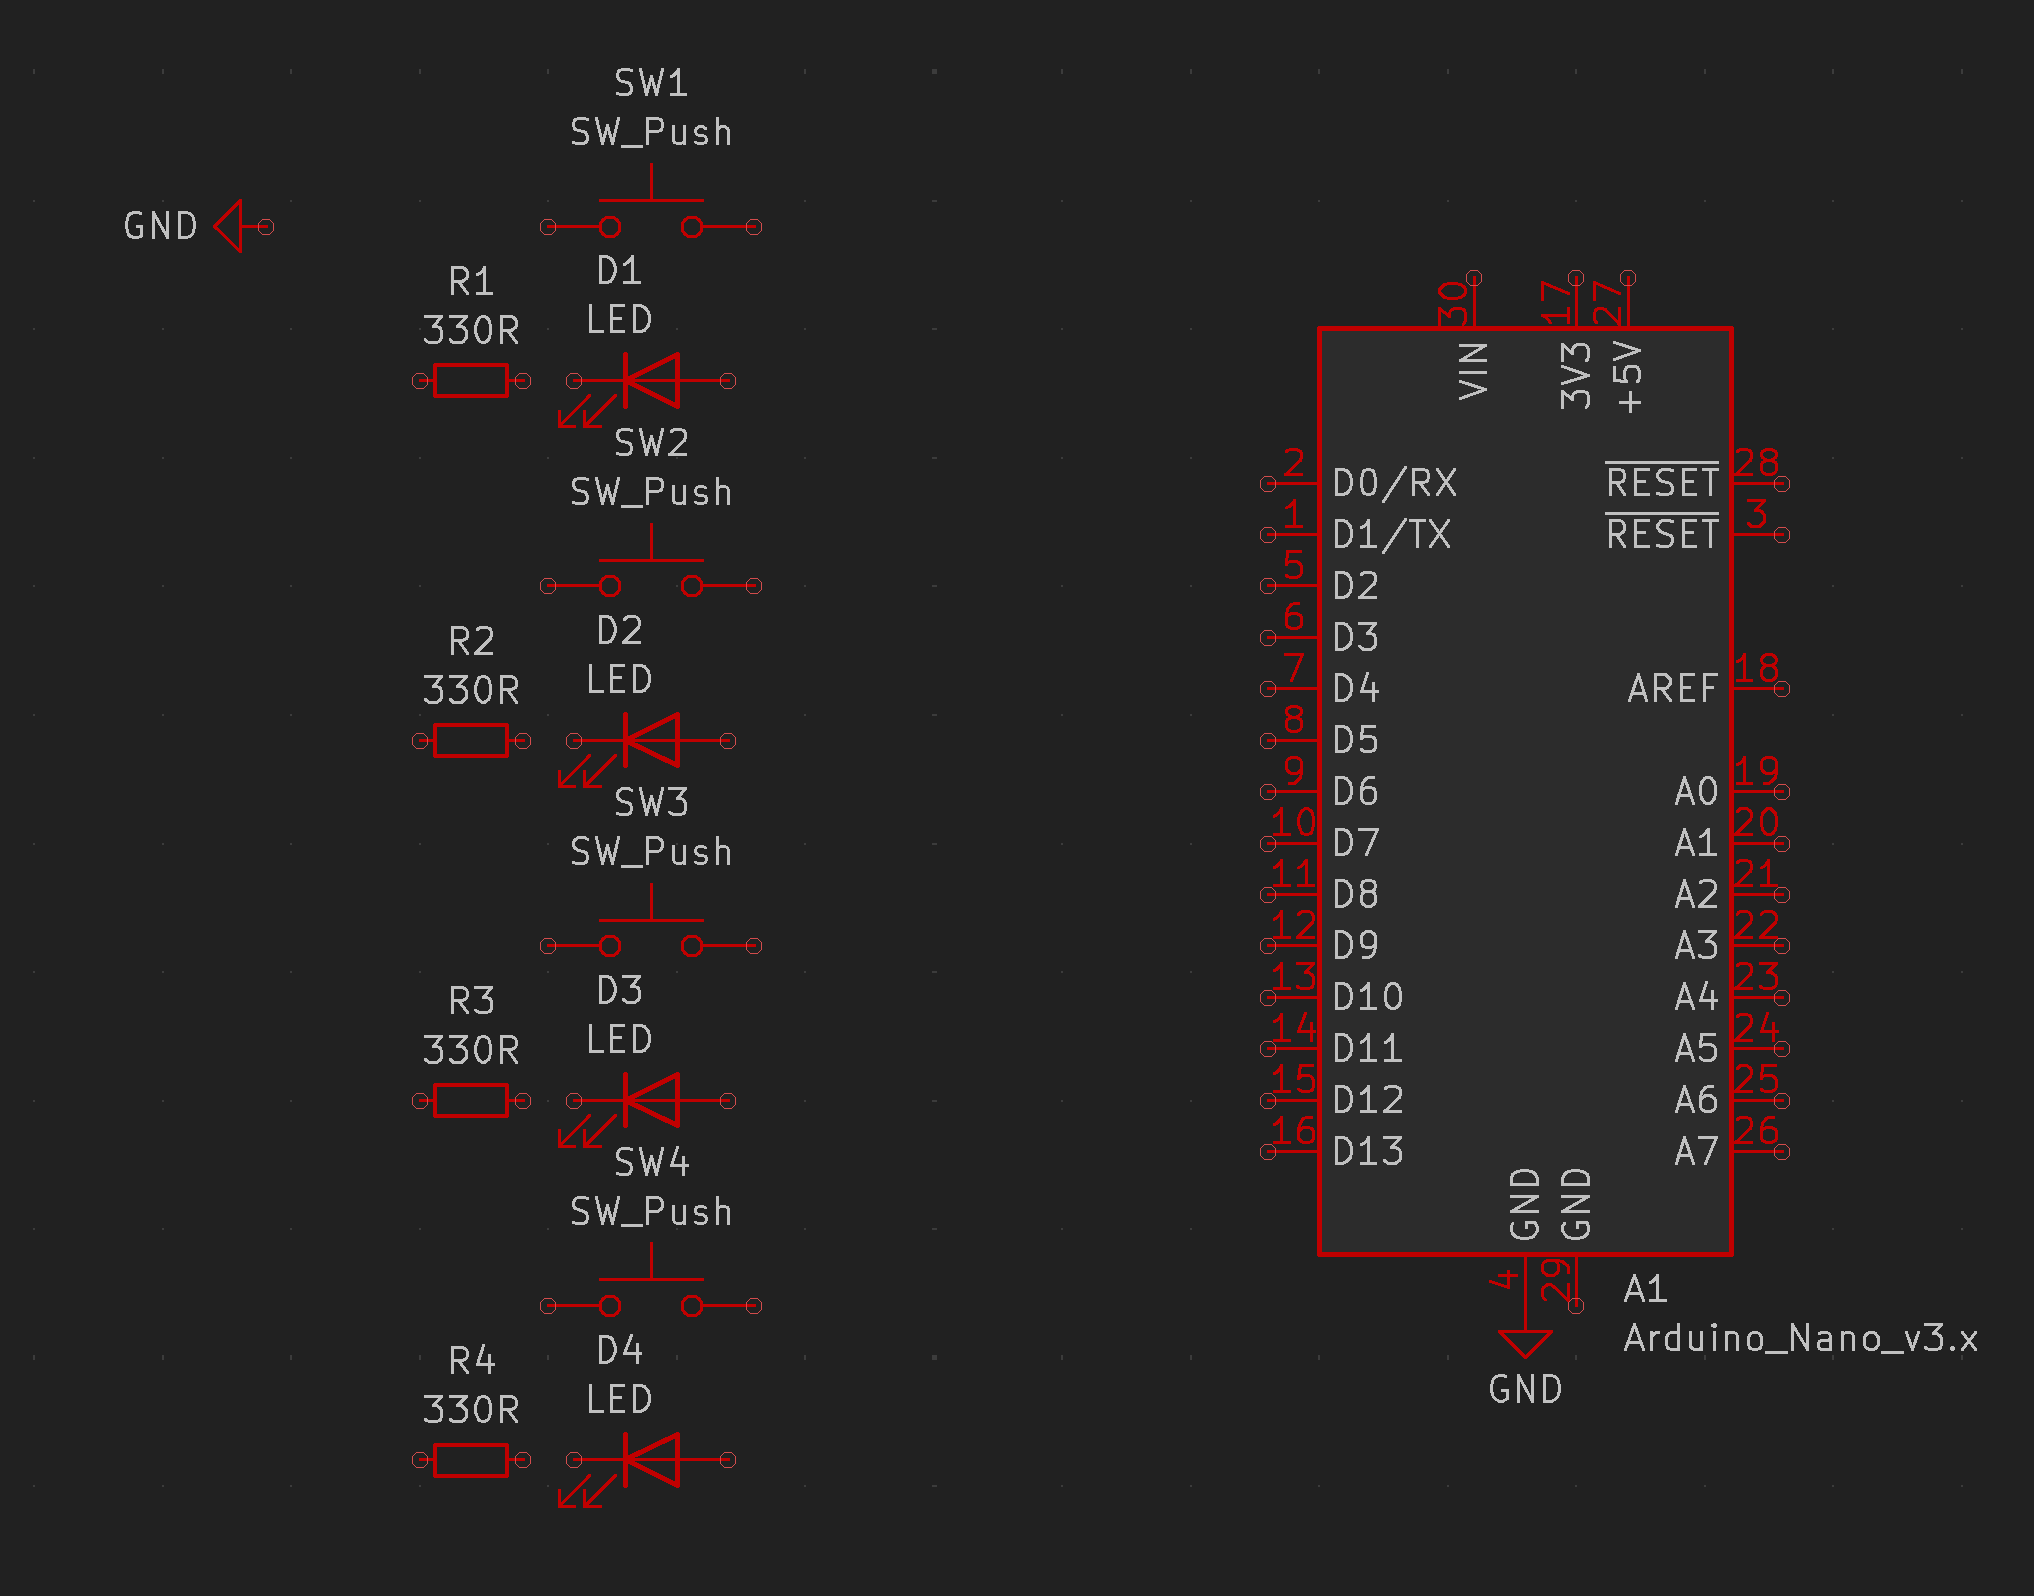 SW1
SW_Push
GND
D1
LED
R1
330R
SW2
SW_Push
D2
LED
R2
330R
SW3
SW_Push
D3
LED
R3
330R
SW4
SW_Push
D4
LED
R4
330R
30
17
27
VIN
3V3
+5V
2
D0/RX
RESET
28
1
D1/TX
RESET
3
5
D2
6
D3
7
D4
AREF
18
8
D5
9
D6
A0
19
10
D7
A1
20
11
D8
A2
21
12
D9
A3
22
13
D10
A4
23
14
D11
A5
24
15
D12
A6
25
16
D13
A7
26
GND
GND
4
29
A1
Arduino_Nano_v3.x
GND